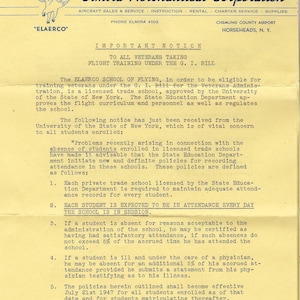 AIRCRAFT SALES & SERVICE · INSTRUCTION · RENTAL · CHARTER SERVICE · SUPPLIES
"ELAERCO"
PHONE ELMIRA
CHEMUNG COUNTY AIRPORT
HORSEHEADS, N. Y.
IMPORTANT NOTICE
TO ALL VETERANS TAKING
FLIGHT TRAINING UNDER THE G. I. BILL
The ELAERCO SCHOOL OF FLYING, in order to be eligible for
training veterans under the G. I. Bill for the Veterans Administra-
tion, is a licensed trade school, approved by the University
of the State of New York. The State Education Department ap-
proves the flight curriculum and personnel as well as regulates
the school.
The following notice has just been received from the
University of the State of New York, which is of vital concern
to all students enrolled:
"Problems recently arising in connection with the
absence of students enrolled in licensed trade schools
have made it advisable that the State Education Depart-
ment initiate new and definite policies for recording
attendance in these schools. These policies are defined
as follows;
1. Each private trade school licensed by the State Educa-
tion Department is required to maintain adequate attend-
ance records for every student.
2. EACH STUDENT IS EXPECTED TO BE IN ATTENDANCE EVERY DAY
THE SCHOOL IS IN SESSION.
3. If a student is absent for reasons acceptable to the
administration of the school, he may be certified as
having had satisfactory attendance, if such absences do
not exceed 8% of the accrued time he has attended the
school.
4. If a student is ill and under the care of a physician,
he may be absent for an additional 8% of his accrued at-
tendance provided he submits a statement from his phy-
sician testifying as to his illness.
5. The policies herein outlined shall become effective
July 21st 1947 for all students enrolled as of that
date and for students matriculating thereafter.